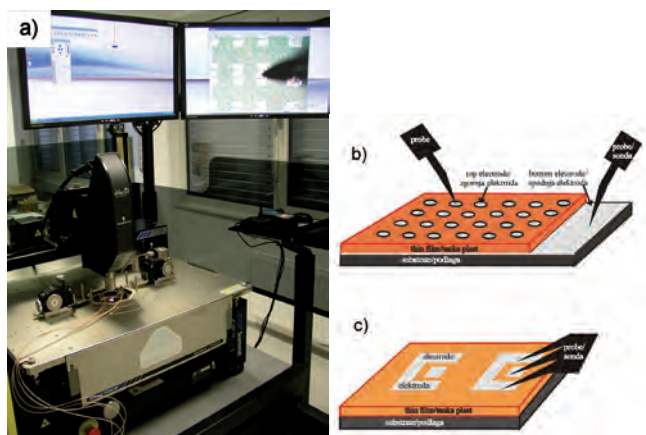 a)
b)
probe
probe/
sonda
top electrode/
zgornja elektroda
bottom electrode/
spodnja elektroda
thin film/tanka plast
substrate/podlaga
c)
electrode
elektroda
probe/
sonda
thin film/tanka plast
substrate/podlaga